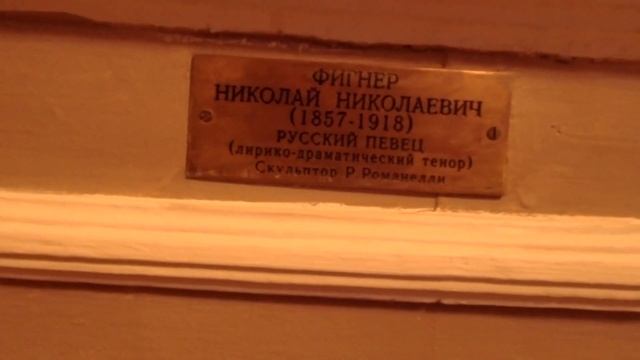 ФИГНЕР
НИКОЛАЙ НИКОЛАЕВИЧ
(1857-1918)
РУССКИЙ ПЕВЕЦ
(лирико-драматический тенор)
Скульптор Р Романелли